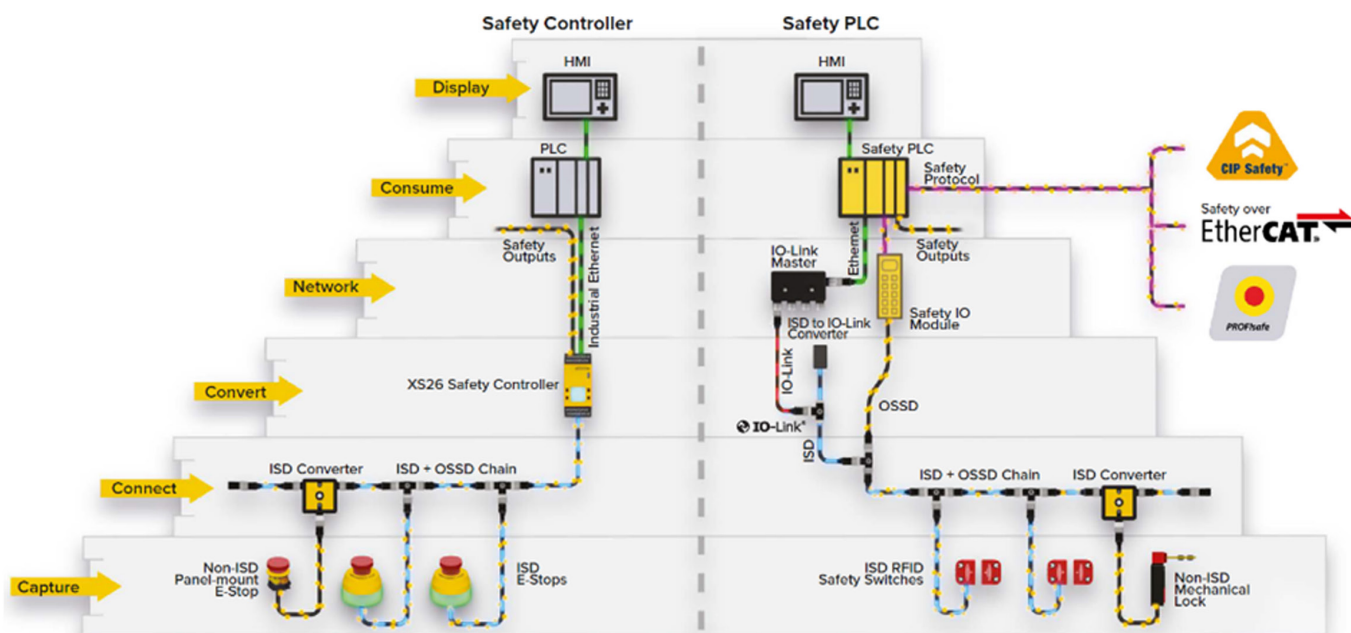 Safety Controller
Safety PLC
HMI
HMI
Display
PLC
Safety PLC
Safety
Protocol
Consume
CIP Safety™
Safety over
EtherCAT®
Safety
Outputs
Industrial Ethernet
Ethernet
Safety
Outputs
IO-Link
Master
Network
Safety IO
Module
ISD to IO-Link
Converter
PROFIsafe
XS26 Safety Controller
IO-Link
OSSD
Convert
IO-Link®
ISD
ISD Converter
ISD + OSSD Chain
ISD + OSSD Chain
ISD Converter
Connect
Non-ISD
Panel-mount
E-Stop
ISD
E-Stops
ISD RFID
Safety Switches
Non-ISD
Mechanical
Lock
Capture